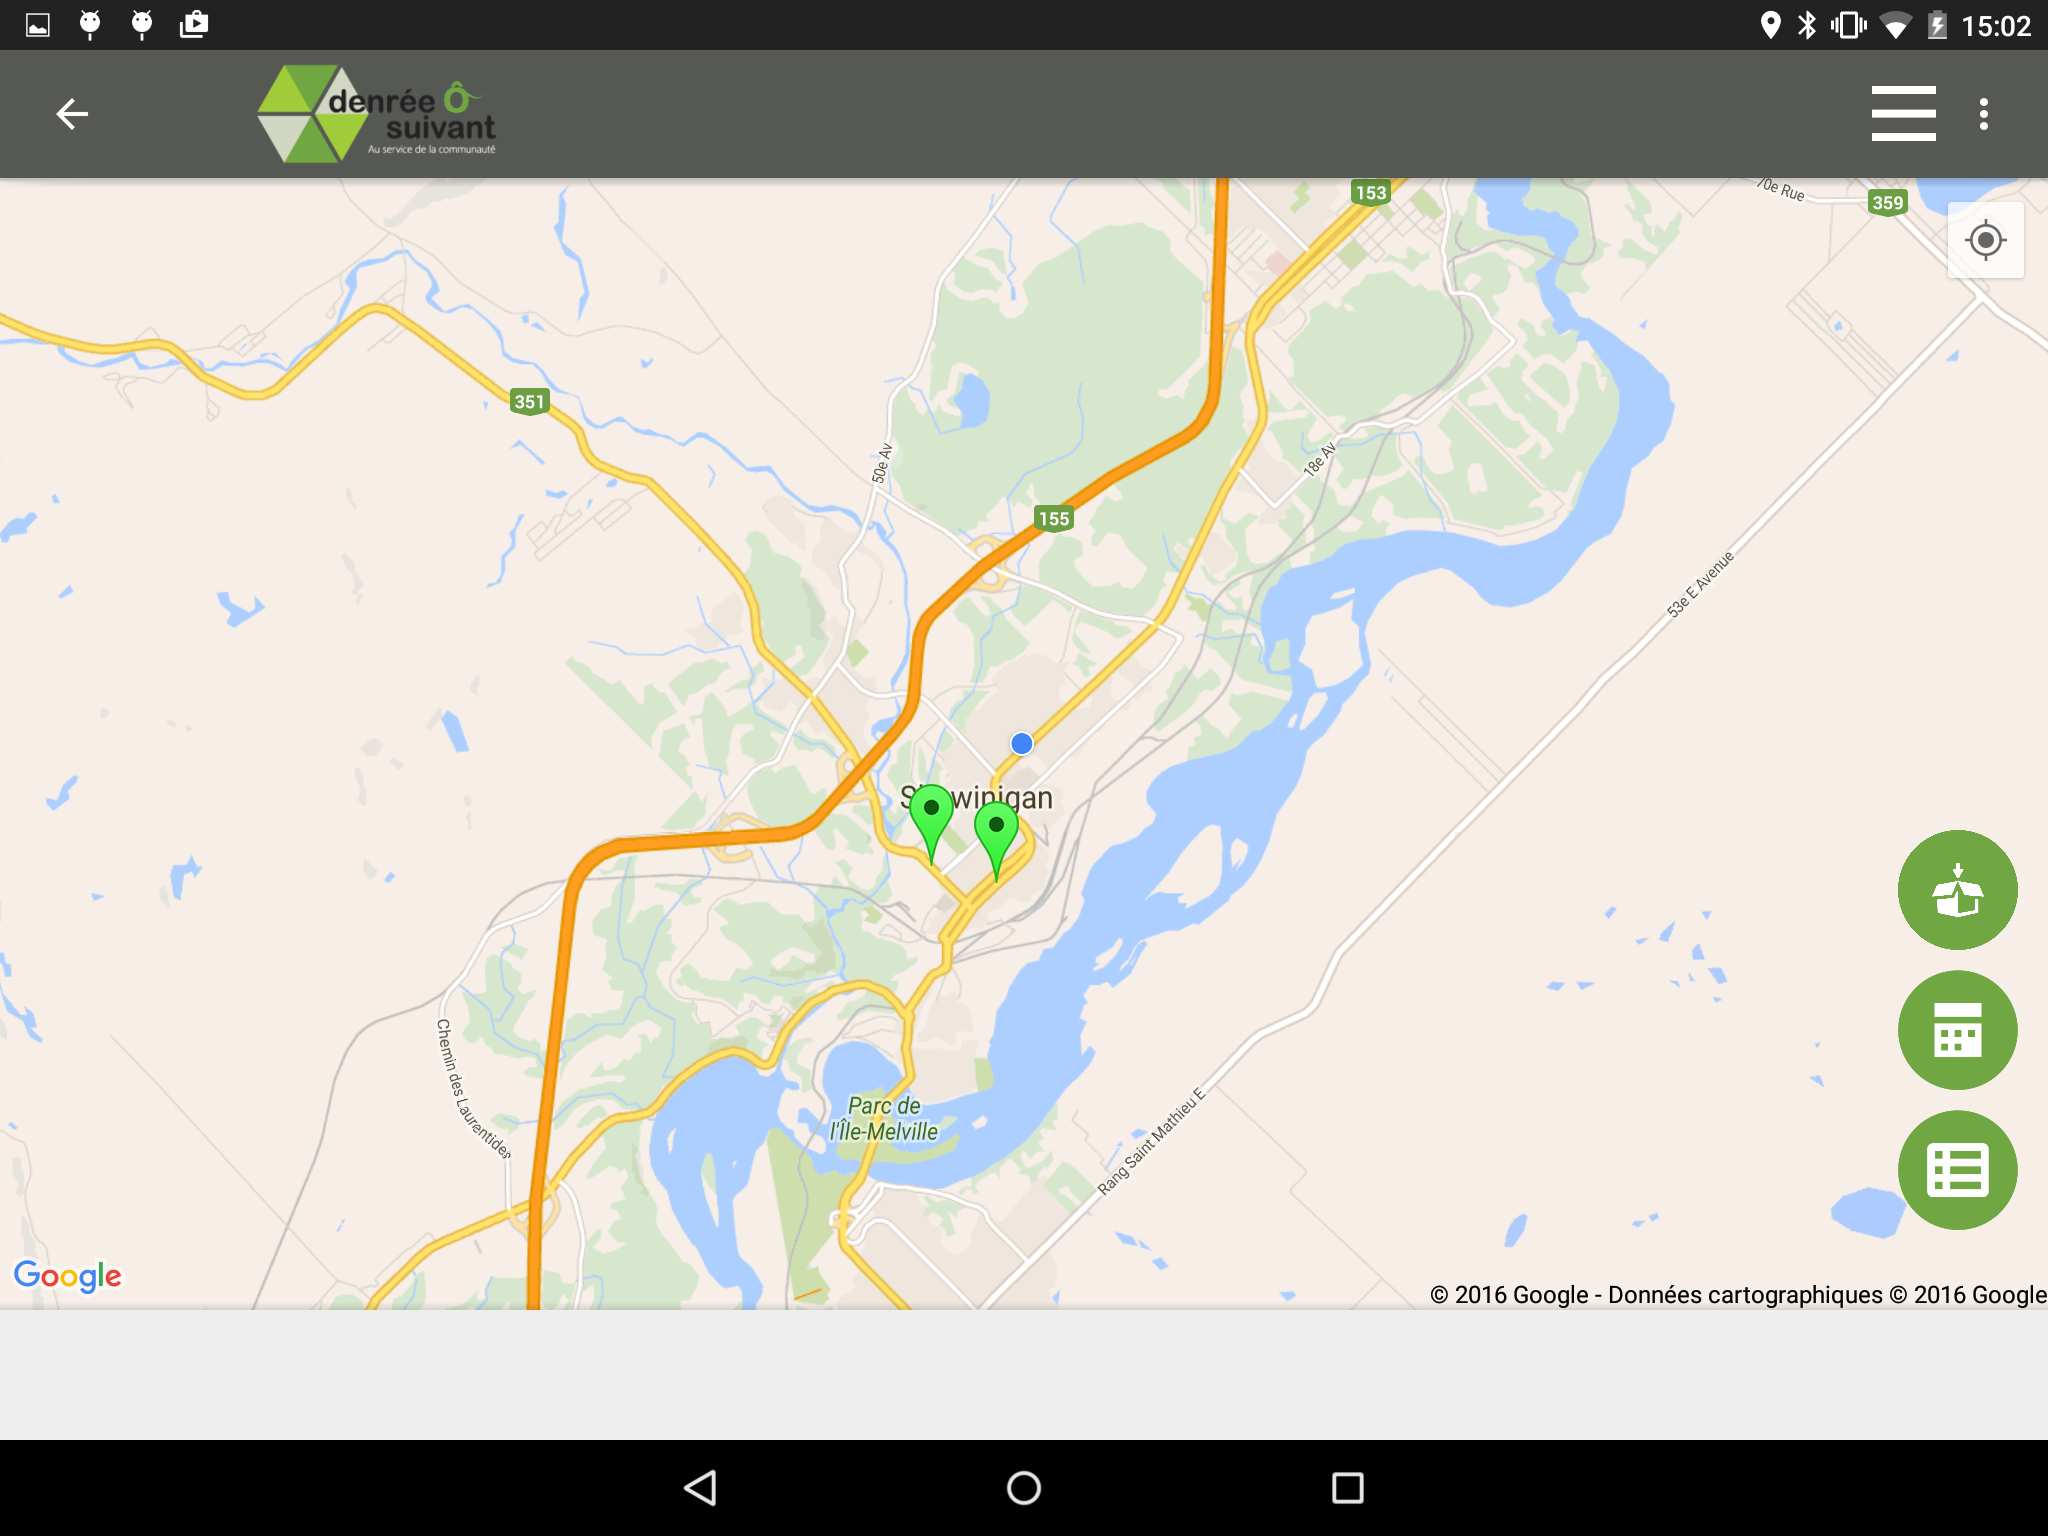 15:02
denrée Ô
suivant
Au service de la communauté
153
70e Rue
359
351
50e Av
18e Av
155
53e E Avenue
Chemin des Laurentides
Parc de
l'Île-Melville
Rang Saint Mathieu E
Google
© 2016 Google - Données cartographiques © 2016 Google